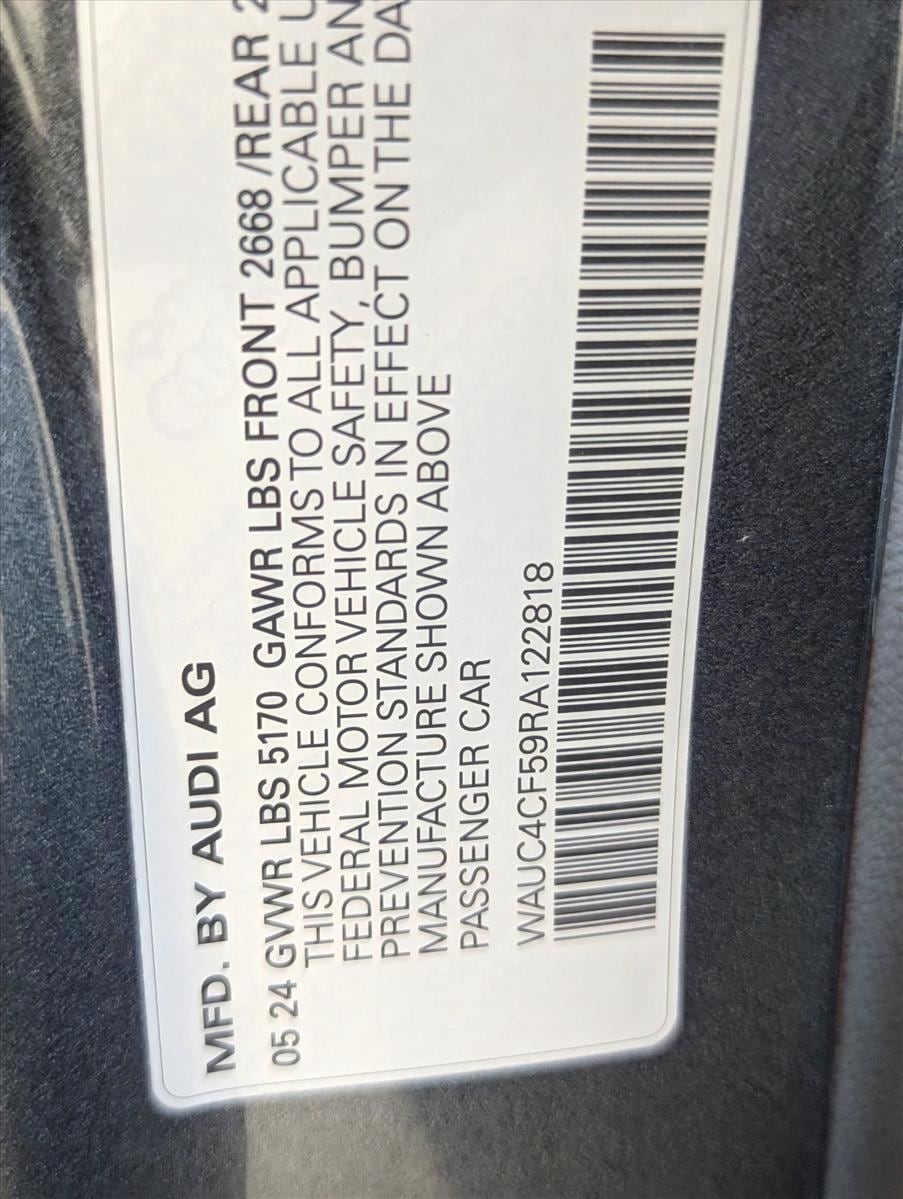 MFD. BY AUDI AG
05 24 GVWR LBS 5170 GAWR LBS FRONT 2668 /REAR 2
THIS VEHICLE CONFORMS TO ALL APPLICABLE U
FEDERAL MOTOR VEHICLE SAFETY, BUMPER AN
PREVENTION STANDARDS IN EFFECT ON THE DA
MANUFACTURE SHOWN ABOVE
PASSENGER CAR
WAUC4CF59RA122818